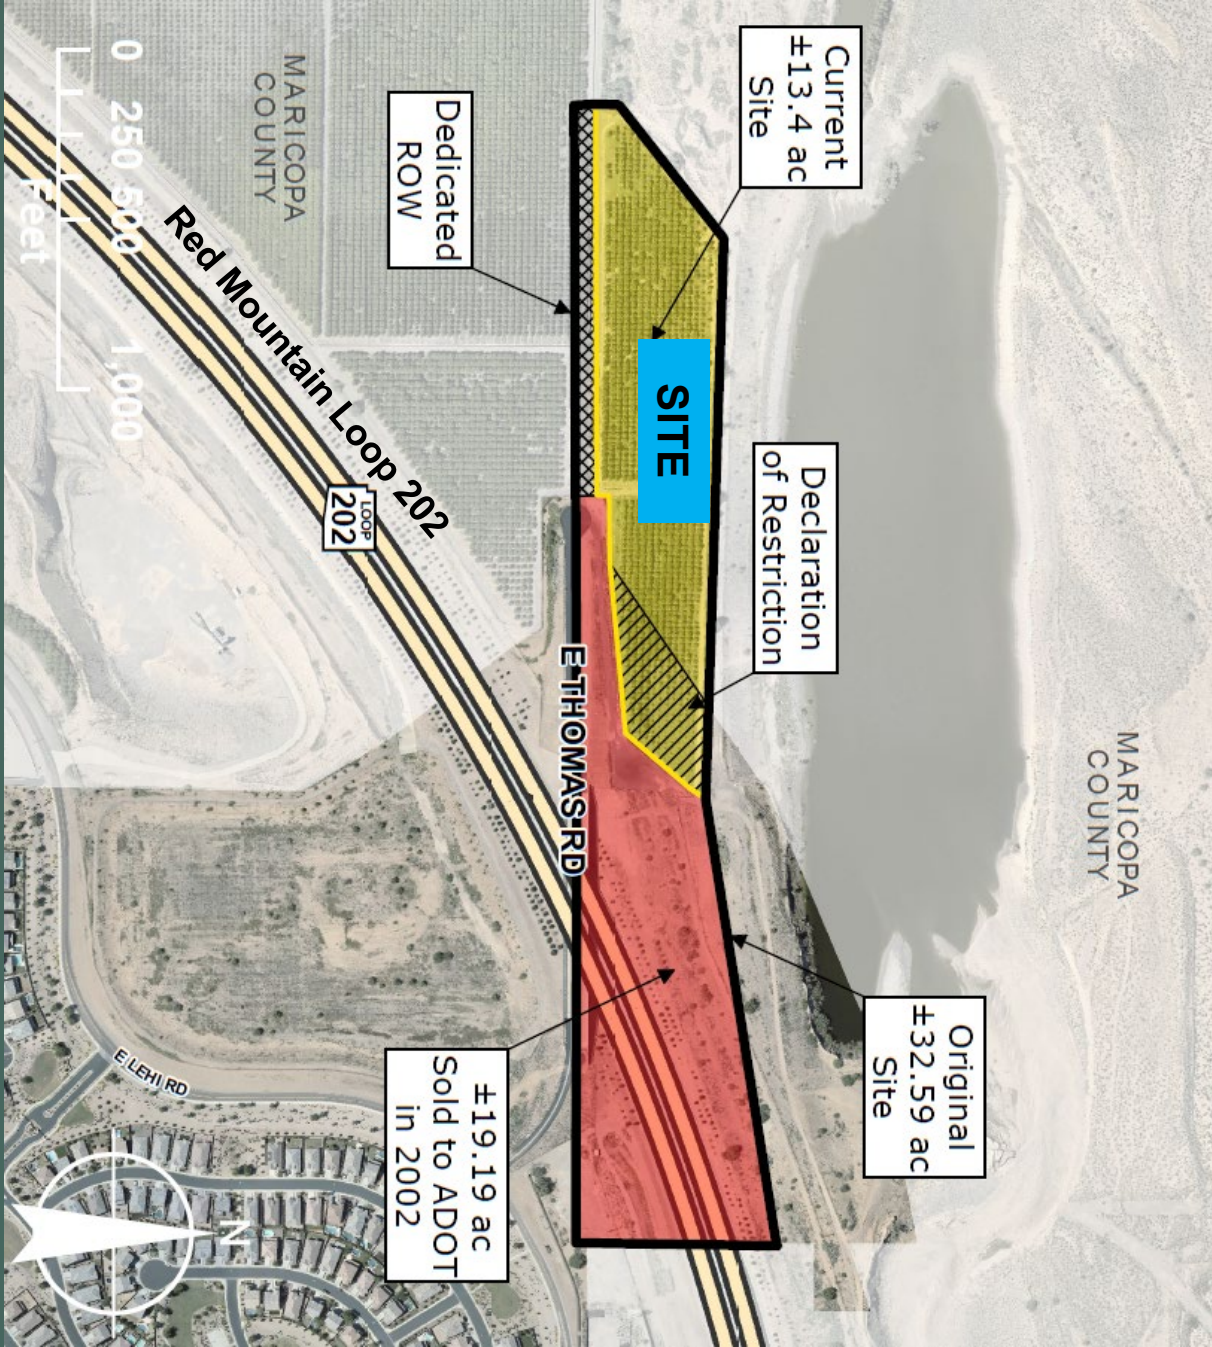 Current
±13.4 ac
Site
Declaration
of Restriction
Original
±32.59 ac
Site
MARICOPA
COUNTY
SITE
Dedicated
ROW
MARICOPA
COUNTY
Red Mountain Loop 202
LOOP
202
E THOMAS RD
±19.19 ac
Sold to ADOT
in 2002
E LEHI RD
0 250 500 1,000
Feet
N